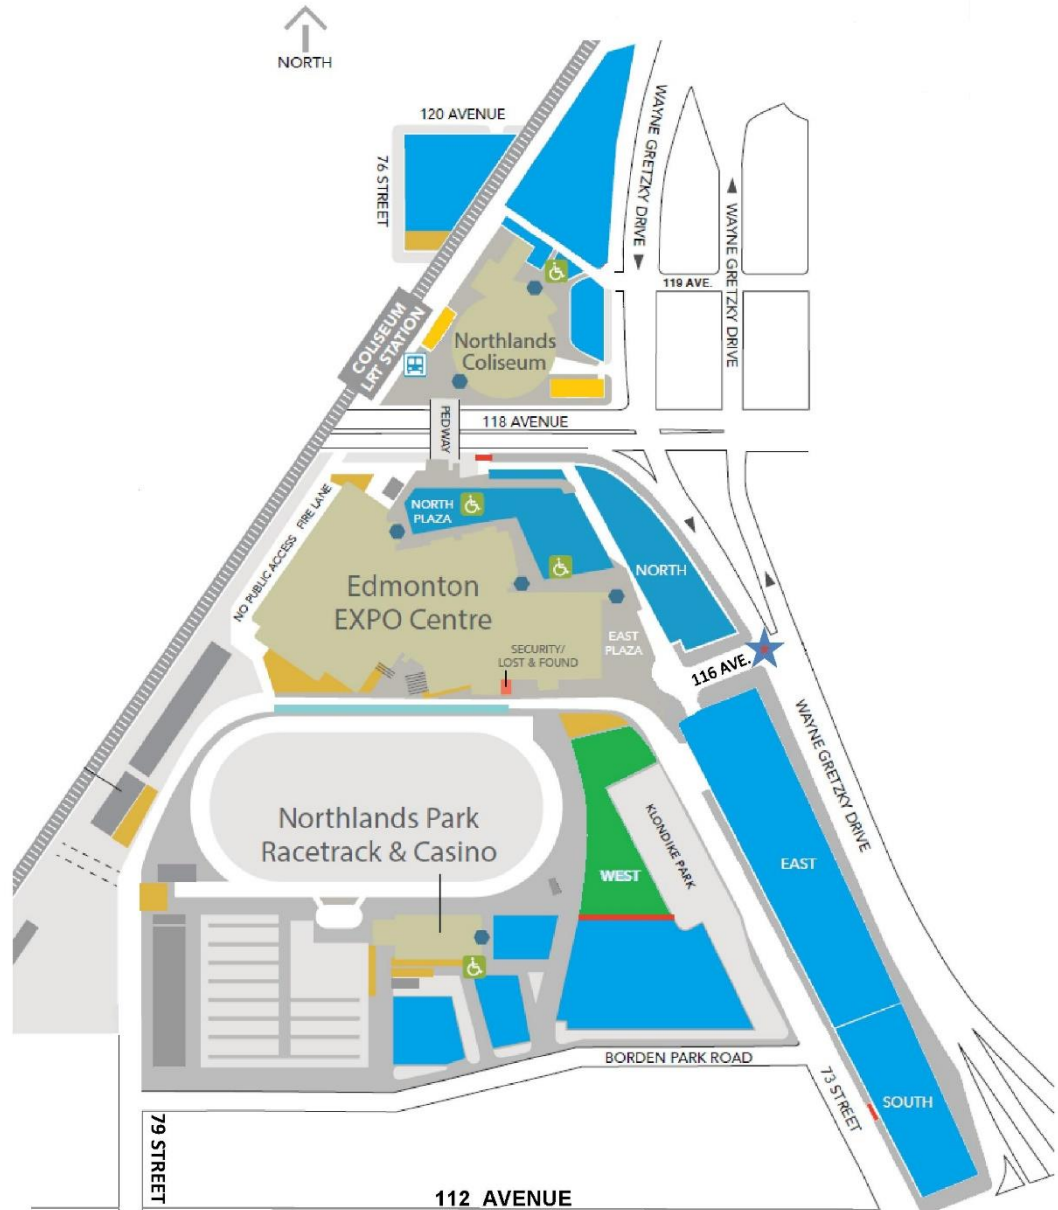 NORTH
120 AVENUE
76 STREET
WAYNE GRETZKY DRIVE
WAYNE GRETZKY DRIVE
119 AVE.
COLISEUM
LRT STATION
Northlands
Coliseum
118 AVENUE
PEDWAY
NORTH
PLAZA
NO PUBLIC ACCESS FIRE LANE
Edmonton
EXPO Centre
NORTH
EAST
PLAZA
SECURITY/
LOST & FOUND
116 AVE.
WAYNE GRETZKY DRIVE
Northlands Park
Racetrack & Casino
KLONDIKE PARK
WEST
EAST
BORDEN PARK ROAD
73 STREET
SOUTH
79 STREET
112 AVENUE